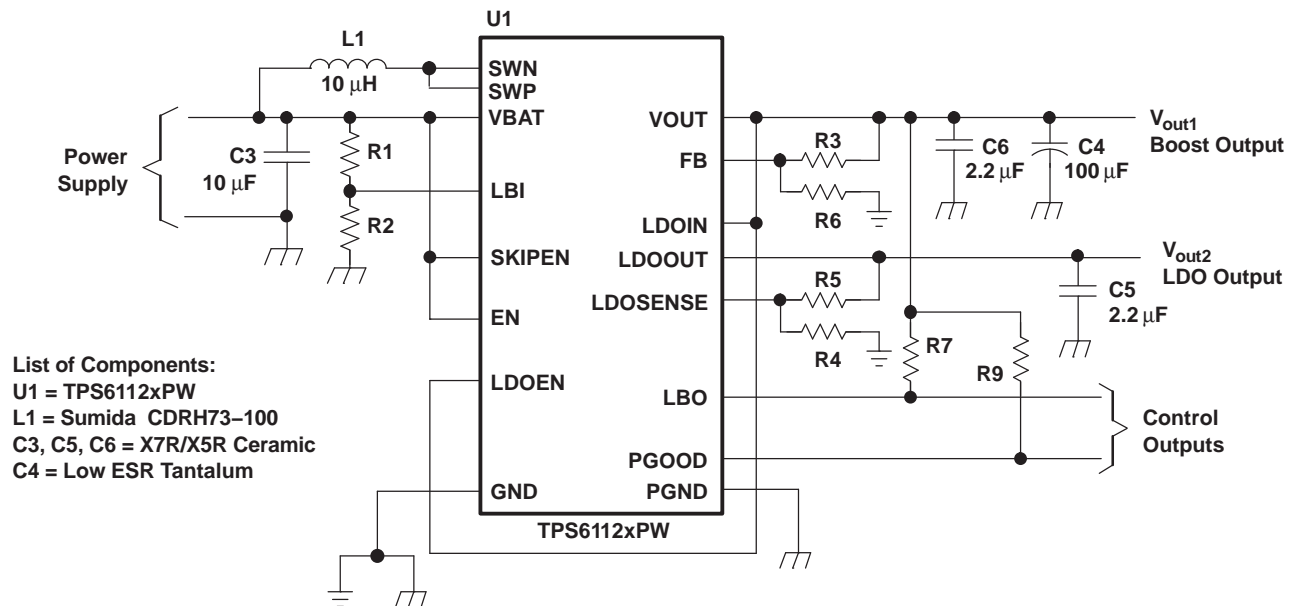 U1
L1
10 μH
SWN
SWP
VBAT
LBI
SKIPEN
EN
LDOEN
GND
VOUT
FB
LDOIN
LDOOUT
LDOSENSE
LBO
PGOOD
PGND
TPS6112xPW
Power
Supply
C3
10 μF
R1
R2
R3
R6
R5
R4
R7
R9
C6
2.2 μF
C4
100 μF
Vout1
Boost Output
Vout2
LDO Output
C5
2.2 μF
Control
Outputs
List of Components:
U1 = TPS6112xPW
L1 = Sumida CDRH73–100
C3, C5, C6 = X7R/X5R Ceramic
C4 = Low ESR Tantalum